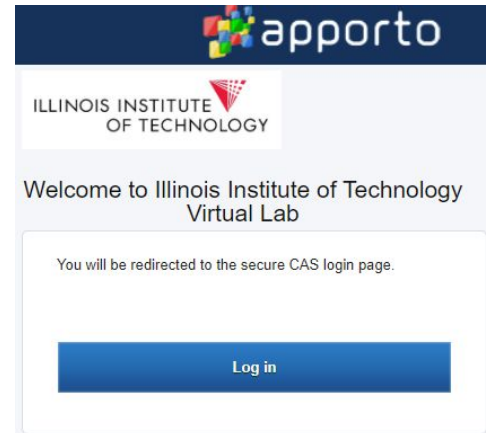 apporto
ILLINOIS INSTITUTE
OF TECHNOLOGY
Welcome to Illinois Institute of Technology
Virtual Lab
You will be redirected to the secure CAS login page.
Log in